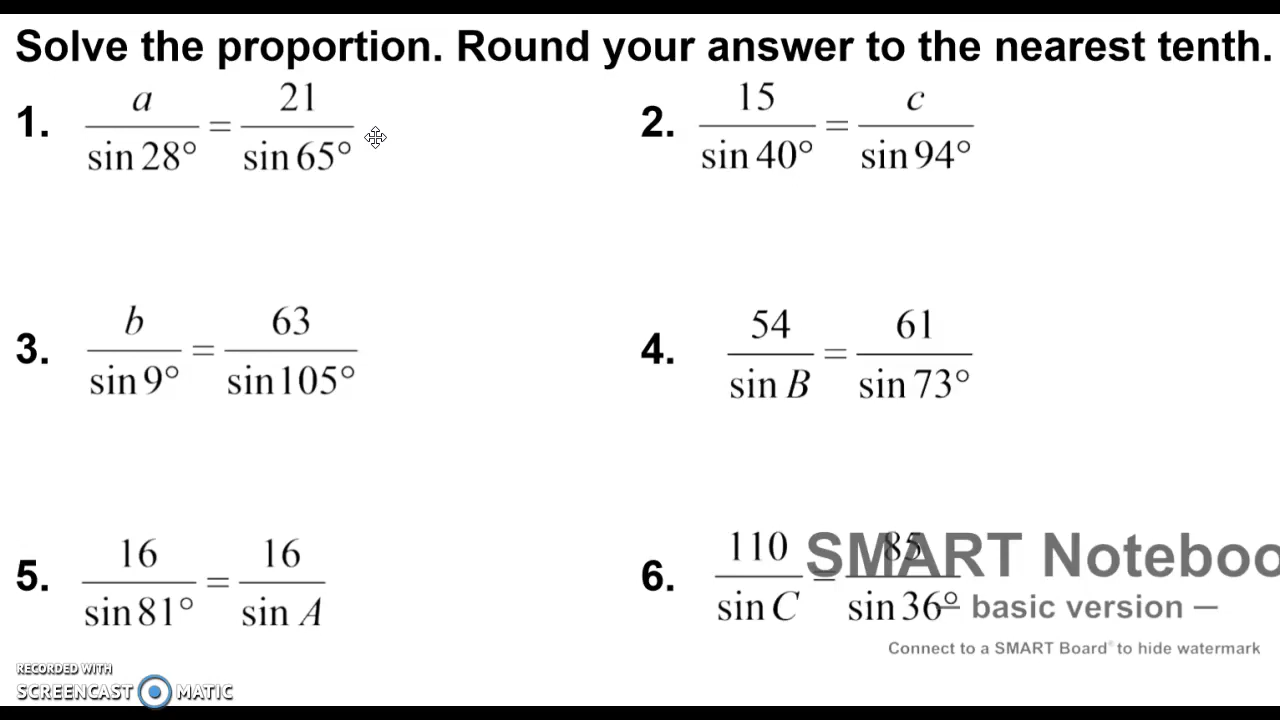 Solve the proportion. Round your answer to the nearest tenth.
1. a/sin 28° = 21/sin 65°
2. 15/sin 40° = c/sin 94°
3. b/sin 9° = 63/sin 105°
4. 54/sin B = 61/sin 73°
5. 16/sin 81° = 16/sin A
6. 110/sin C = 85/sin 36°
SMART Noteboo
— basic version —
Connect to a SMART Board® to hide watermark
RECORDED WITH
SCREENCAST MATIC